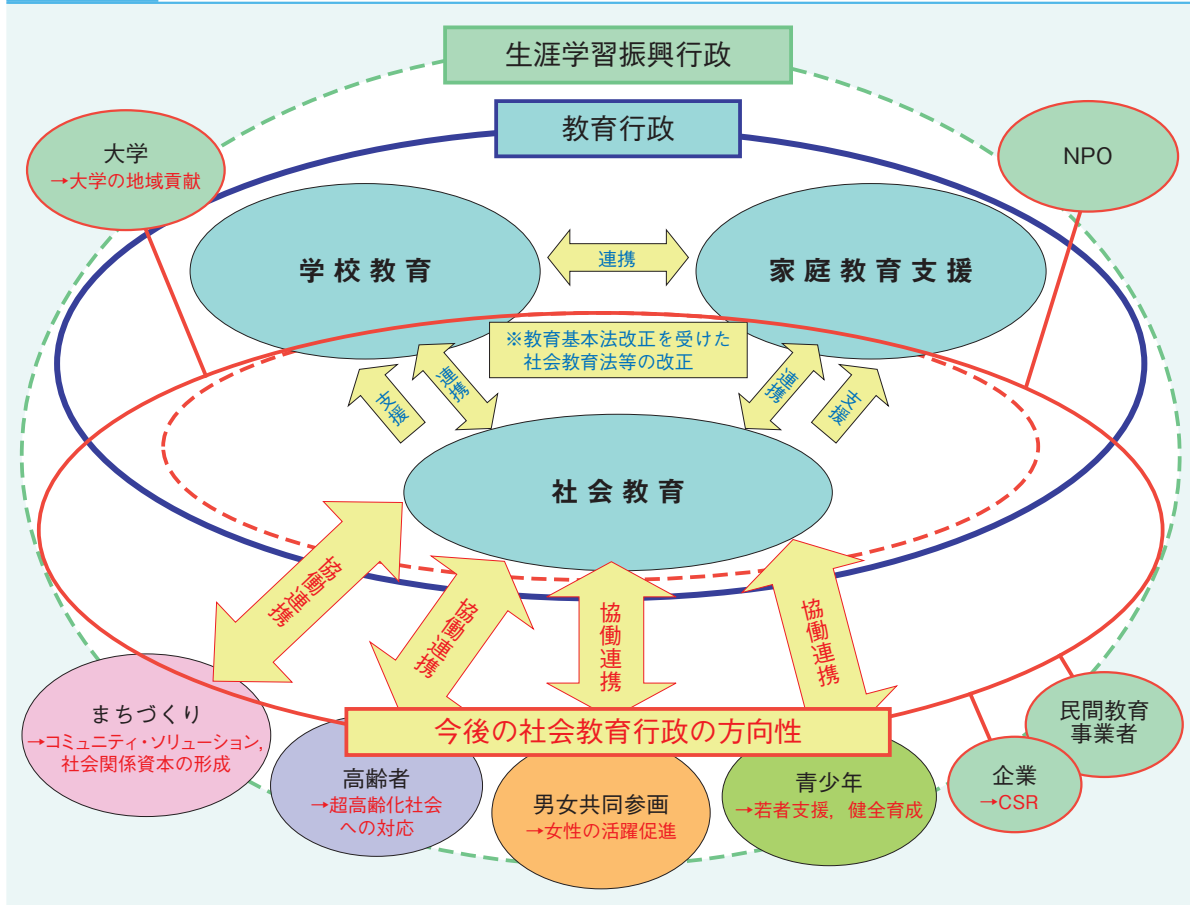 生涯学習振興行政
教育行政
大学
→大学の地域貢献
NPO
学校教育
連携
家庭教育支援
※教育基本法改正を受けた
社会教育法等の改正
支援
連携
連携
支援
社会教育
協働連携
協働連携
協働連携
協働連携
今後の社会教育行政の方向性
まちづくり
→コミュニティ・ソリューション,
社会関係資本の形成
高齢者
→超高齢化社会
への対応
男女共同参画
→女性の活躍促進
青少年
→若者支援,健全育成
企業
→CSR
民間教育
事業者